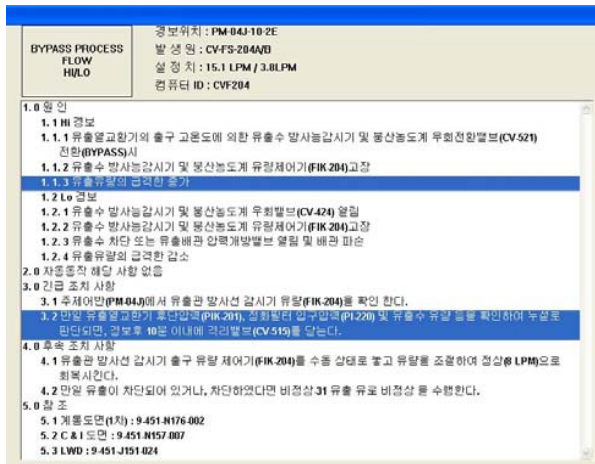 BYPASS PROCESS
FLOW
HI/LO
경보위치 : PM-04J-10-2E
발 생 원 : CV-FS-204A/B
설 정 치 : 15.1 LPM / 3.8LPM
컴퓨터 ID : CVF204
1. 0 원 인
1. 1 Hi 경보
1. 1. 1 유출열교환기의 출구 고온도에 의한 유출수 방사능감시기 및 붕산농도계 우회전환밸브(CV-521)
전환(BYPASS)시
1. 1. 2 유출수 방사능감시기 및 붕산농도계 유량제어기(FIK-204)고장
1. 1. 3 유출유량의 급격한 증가
1. 2 Lo 경보
1. 2. 1 유출수 방사능감시기 및 붕산농도계 우회밸브(CV-424) 열림
1. 2. 2 유출수 방사능감시기 및 붕산농도계 유량제어기(FIK-204)고장
1. 2. 3 유출수 차단 또는 유출배관 압력개방밸브 열림 및 배관 파손
1. 2. 4 유출유량의 급격한 감소
2. 0 자동동작 해당 사항 없음
3. 0 긴급 조치 사항
3. 1 주제어반(PM-04J)에서 유출관 방사선 감시기 유량(FIK-204)을 확인 한다.
3. 2 만일 유출열교환기 후단압력(PIK-201), 정화필터 입구압력(PI-220) 및 유출수 유량 등을 확인하여 누설로
판단되면, 경보후 10분 이내에 격리밸브(CV-515)를 닫는다.
4. 0 후속 조치 사항
4. 1 유출관 방사선 감시기 출구 유량 제어기(FIK-204)를 수동 상태로 놓고 유량를 조절하여 정상(8 LPM)으로
회복시킨다.
4. 2 만일 유출이 차단되어 있거나, 차단하였다면 비정상-31 유출 유로 비정상 를 수행한다.
5. 0 참 조
5. 1 계통도면(1차) : 9-451-N176-002
5. 2 C & I 도면 : 9-451-N157-007
5. 3 LWD : 9-451-J151-024